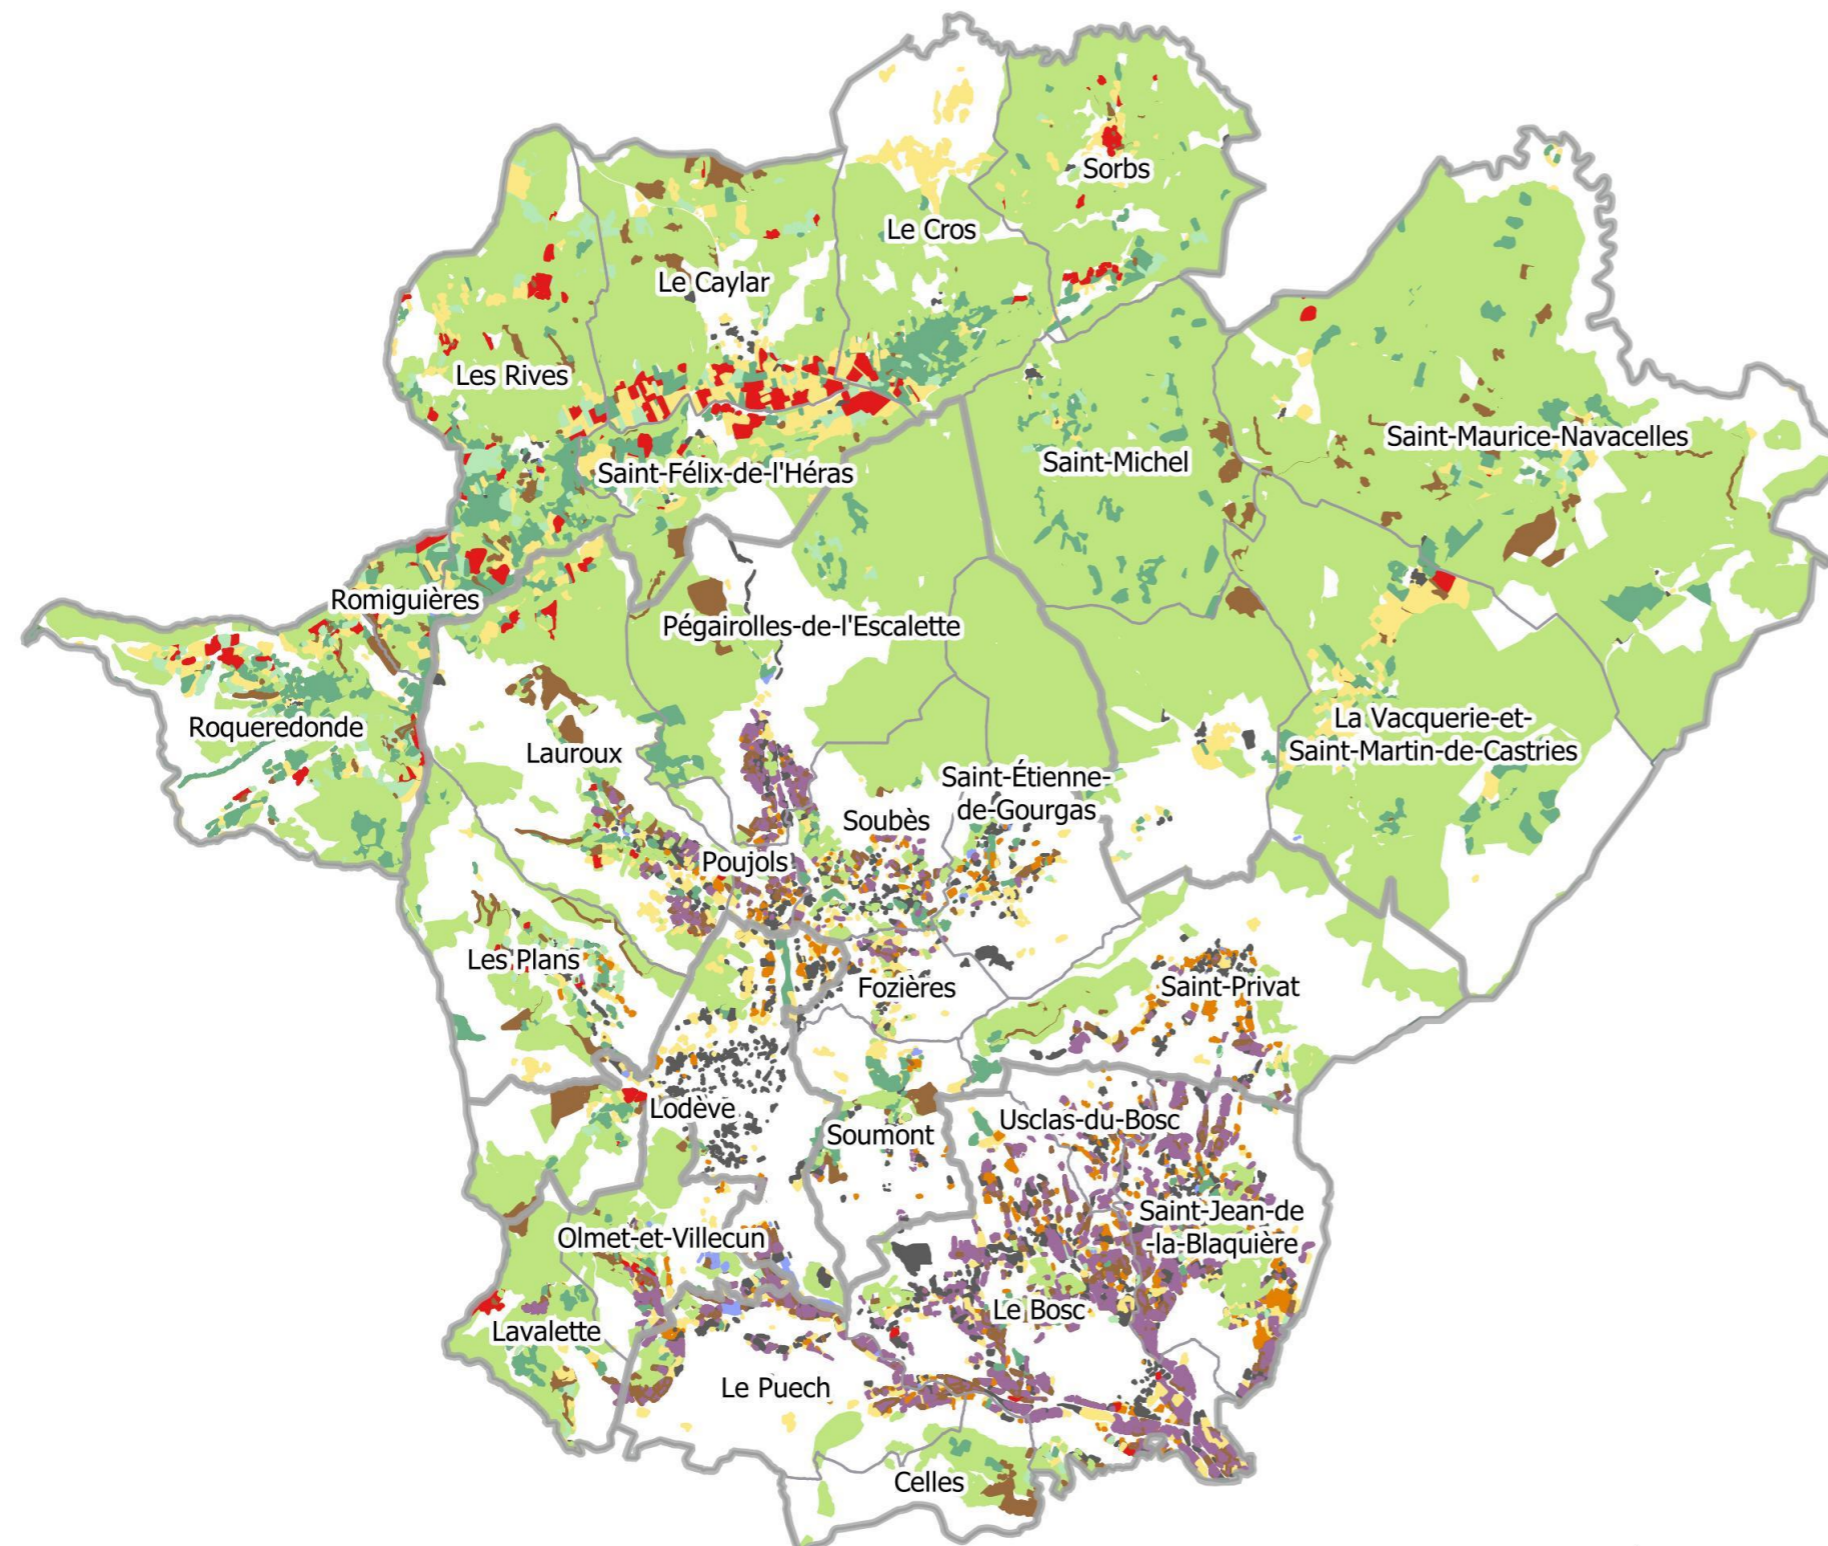 Sorbs
Le Cros
Le Caylar
Les Rives
Saint-Maurice-Navacelles
Saint-Michel
Saint-Félix-de-l'Héras
Romiguières
Pégairolles-de-l'Escalette
Roqueredonde
La Vacquerie-et-
Saint-Martin-de-Castries
Lauroux
Saint-Étienne-
de-Gourgas
Soubès
Poujols
Les Plans
Fozières
Saint-Privat
Lodève
Soumont
Usclas-du-Bosc
Saint-Jean-de
-la-Blaquière
Olmet-et-Villecun
Le Bosc
Lavalette
Le Puech
Celles